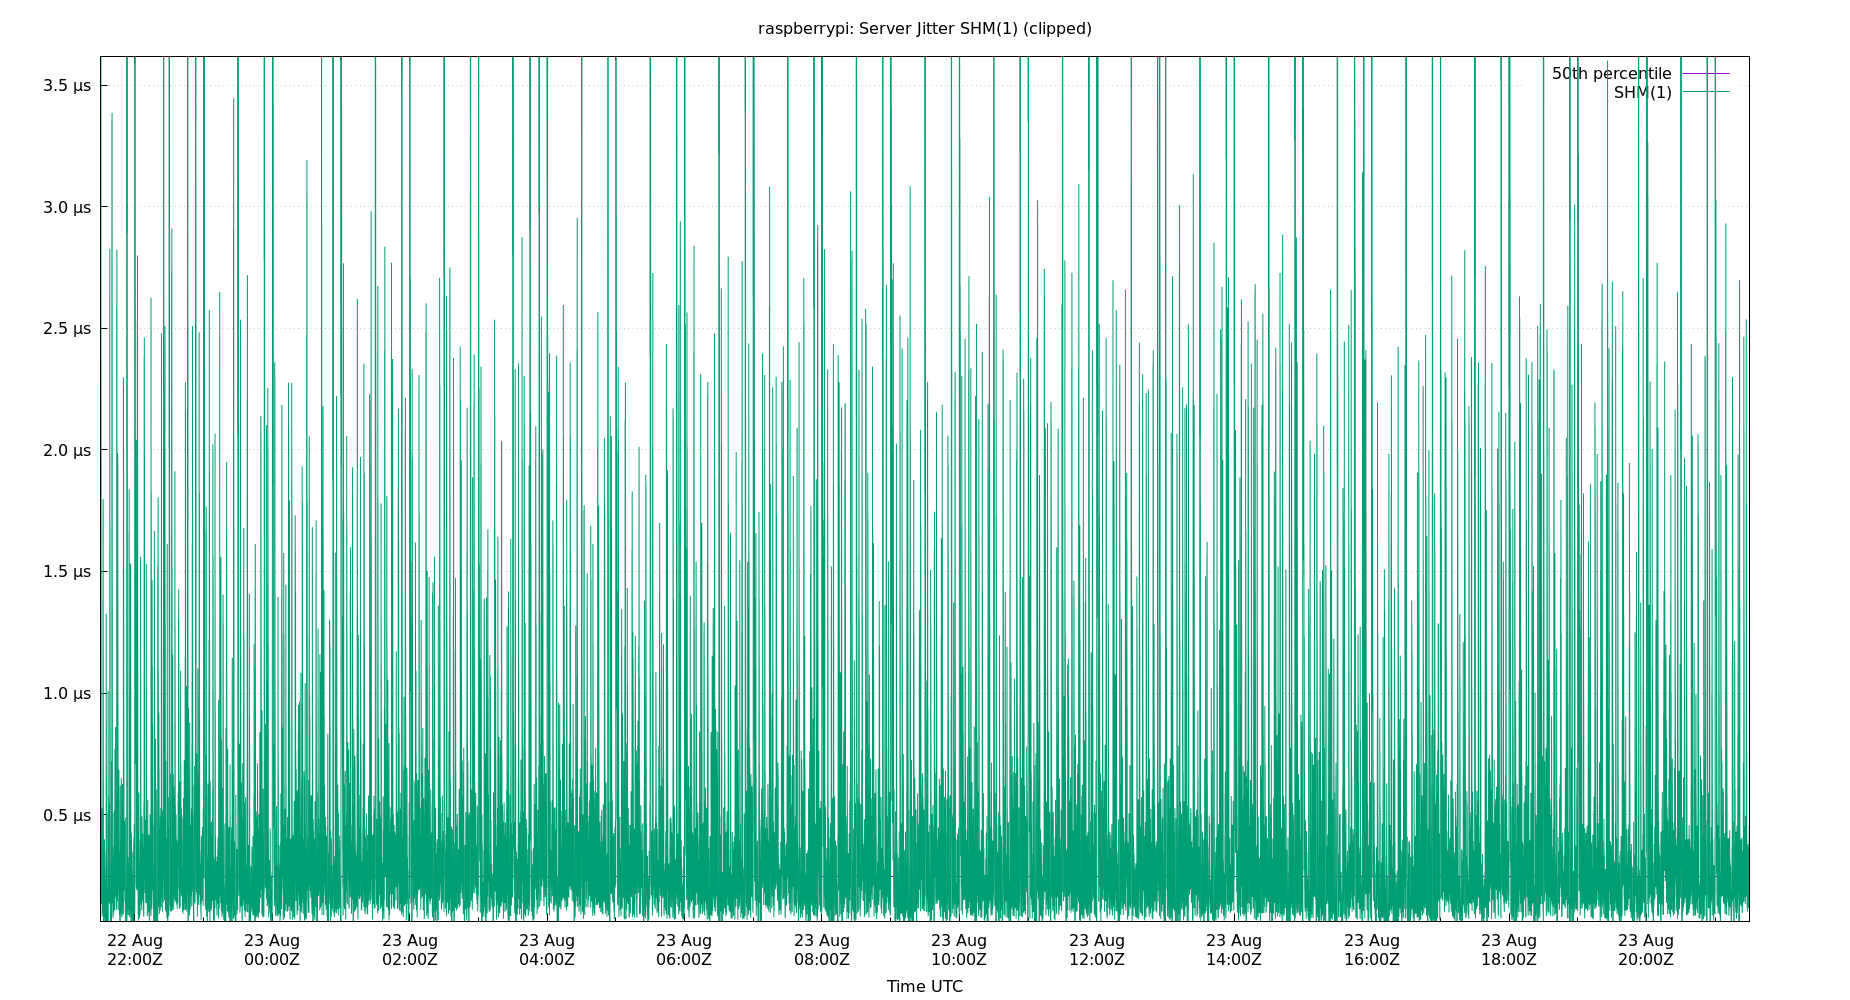 raspberrypi: Server Jitter SHM(1) (clipped)
50th percentile
SHM(1)
3.5 µs
3.0 µs
2.5 µs
2.0 µs
1.5 µs
1.0 µs
0.5 µs
22 Aug 23 Aug 23 Aug 23 Aug 23 Aug 23 Aug 23 Aug 23 Aug 23 Aug 23 Aug 23 Aug 23 Aug
22:00Z 00:00Z 02:00Z 04:00Z 06:00Z 08:00Z 10:00Z 12:00Z 14:00Z 16:00Z 18:00Z 20:00Z
Time UTC